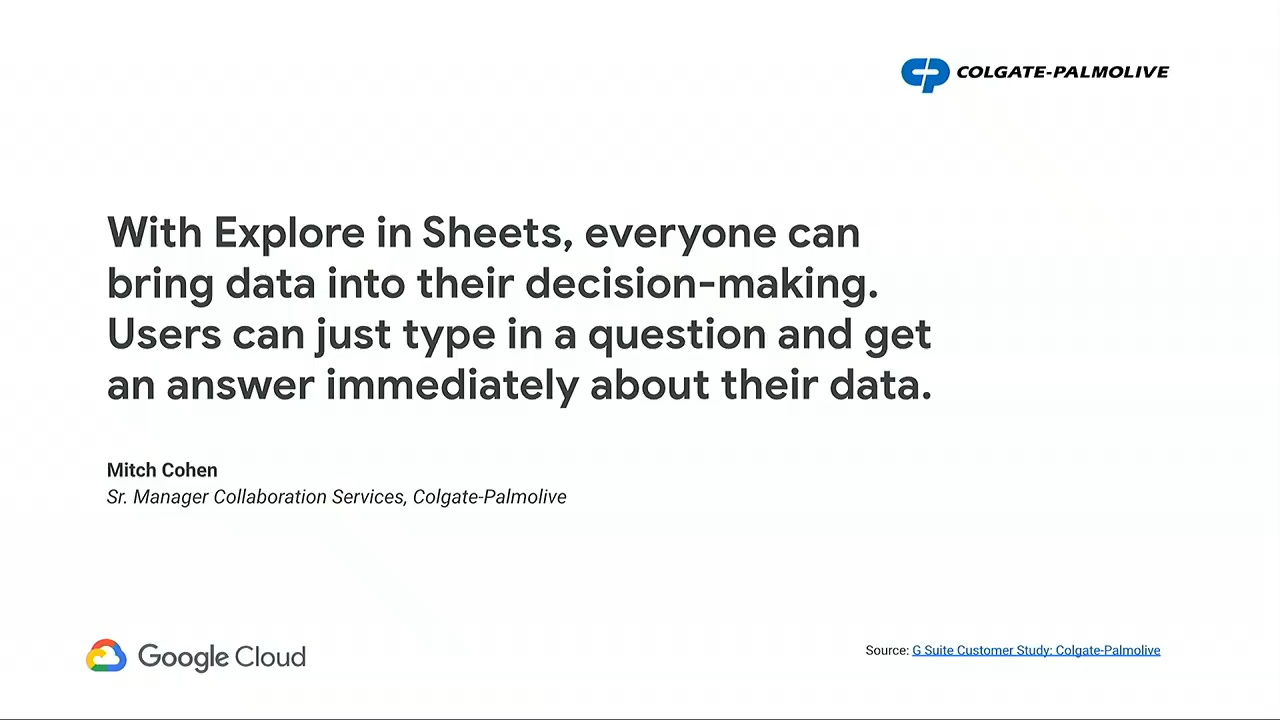 COLGATE-PALMOLIVE
With Explore in Sheets, everyone can
bring data into their decision-making.
Users can just type in a question and get
an answer immediately about their data.
Mitch Cohen
Sr. Manager Collaboration Services, Colgate-Palmolive
Google Cloud
Source: G Suite Customer Study: Colgate-Palmolive